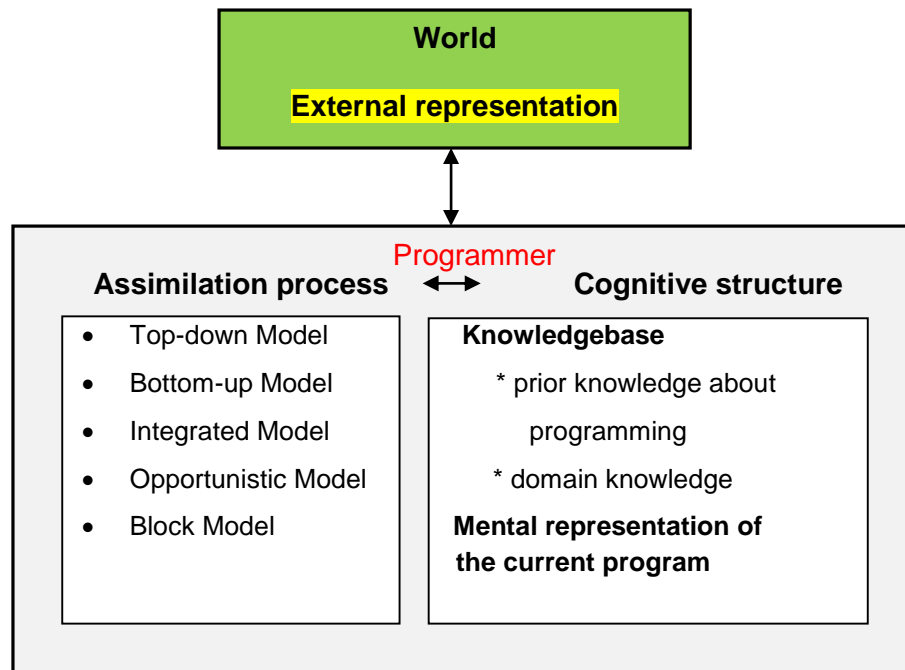 World
External representation
Programmer
Assimilation process
Cognitive structure
• Top-down Model
• Bottom-up Model
• Integrated Model
• Opportunistic Model
• Block Model
Knowledgebase
* prior knowledge about
programming
* domain knowledge
Mental representation of
the current program